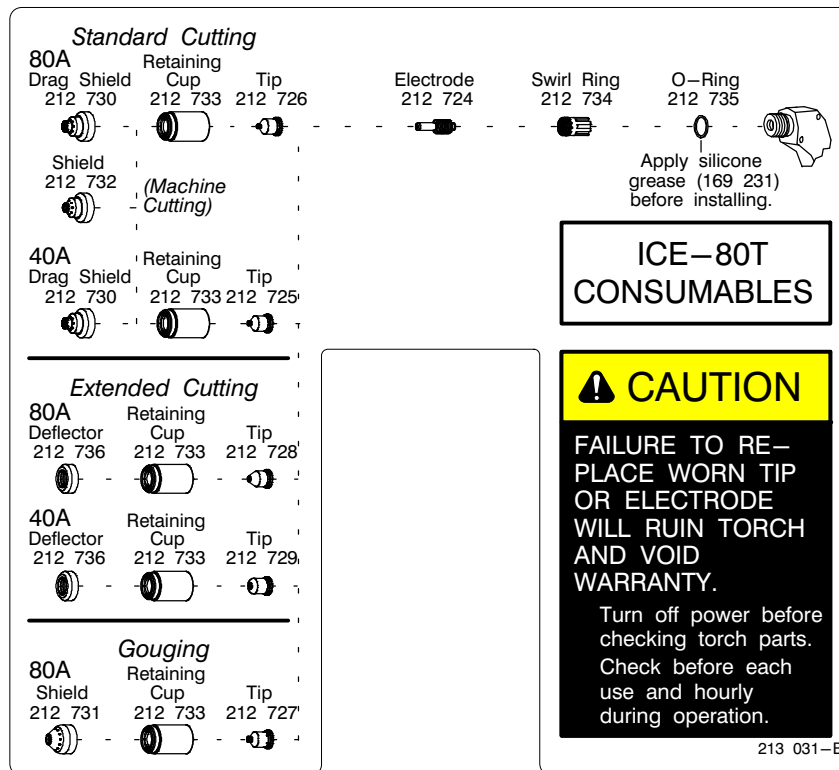 Standard Cutting
80A
Drag Shield
212 730
Retaining
Cup
212 733
Tip
212 726
Electrode
212 724
Swirl Ring
212 734
O–Ring
212 735
Apply silicone
grease (169 231)
before installing.
Shield
212 732
(Machine
Cutting)
40A
Drag Shield
212 730
Retaining
Cup
212 733
Tip
212 725
ICE–80T
CONSUMABLES
Extended Cutting
80A
Deflector
212 736
Retaining
Cup
212 733
Tip
212 728
40A
Deflector
212 736
Retaining
Cup
212 733
Tip
212 729
Gouging
80A
Shield
212 731
Retaining
Cup
212 733
Tip
212 727
CAUTION
FAILURE TO RE–
PLACE WORN TIP
OR ELECTRODE
WILL RUIN TORCH
AND VOID
WARRANTY.
Turn off power before
checking torch parts.
Check before each
use and hourly
during operation.
213 031–E